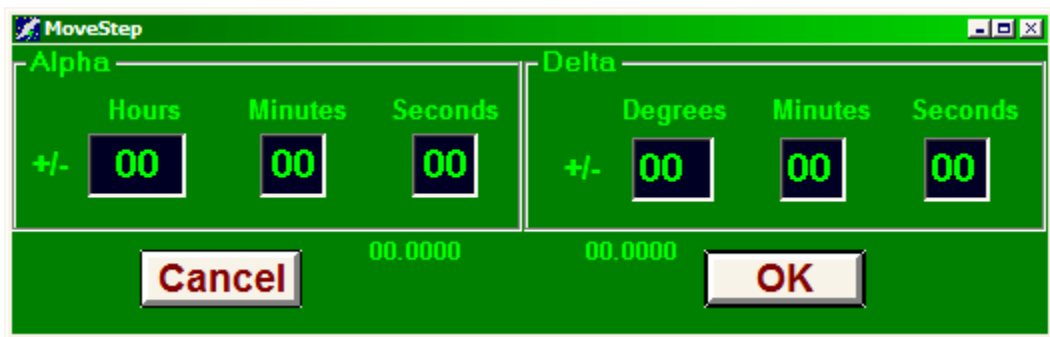 MoveStep
Alpha Delta
Hours Minutes Seconds Degrees Minutes Seconds
+/- 00 00 00 +/- 00 00 00
00.0000 00.0000
Cancel OK